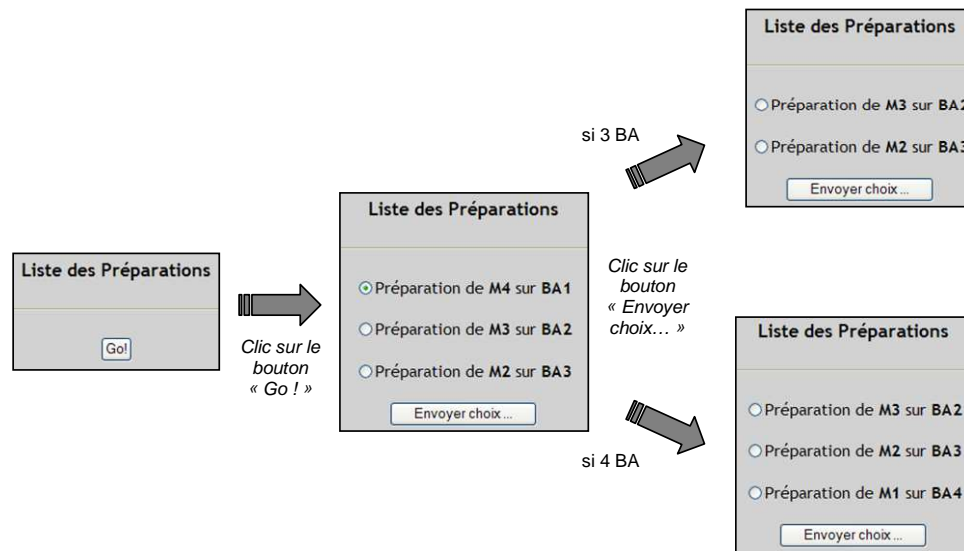 Liste des Préparations
Go!
Clic sur le
bouton
« Go ! »
Liste des Préparations
Préparation de M4 sur BA1
Préparation de M3 sur BA2
Préparation de M2 sur BA3
Envoyer choix ...
Clic sur le
bouton
« Envoyer
choix… »
si 3 BA
Liste des Préparations
Préparation de M3 sur BA2
Préparation de M2 sur BA3
Envoyer choix ...
si 4 BA
Liste des Préparations
Préparation de M3 sur BA2
Préparation de M2 sur BA3
Préparation de M1 sur BA4
Envoyer choix ...